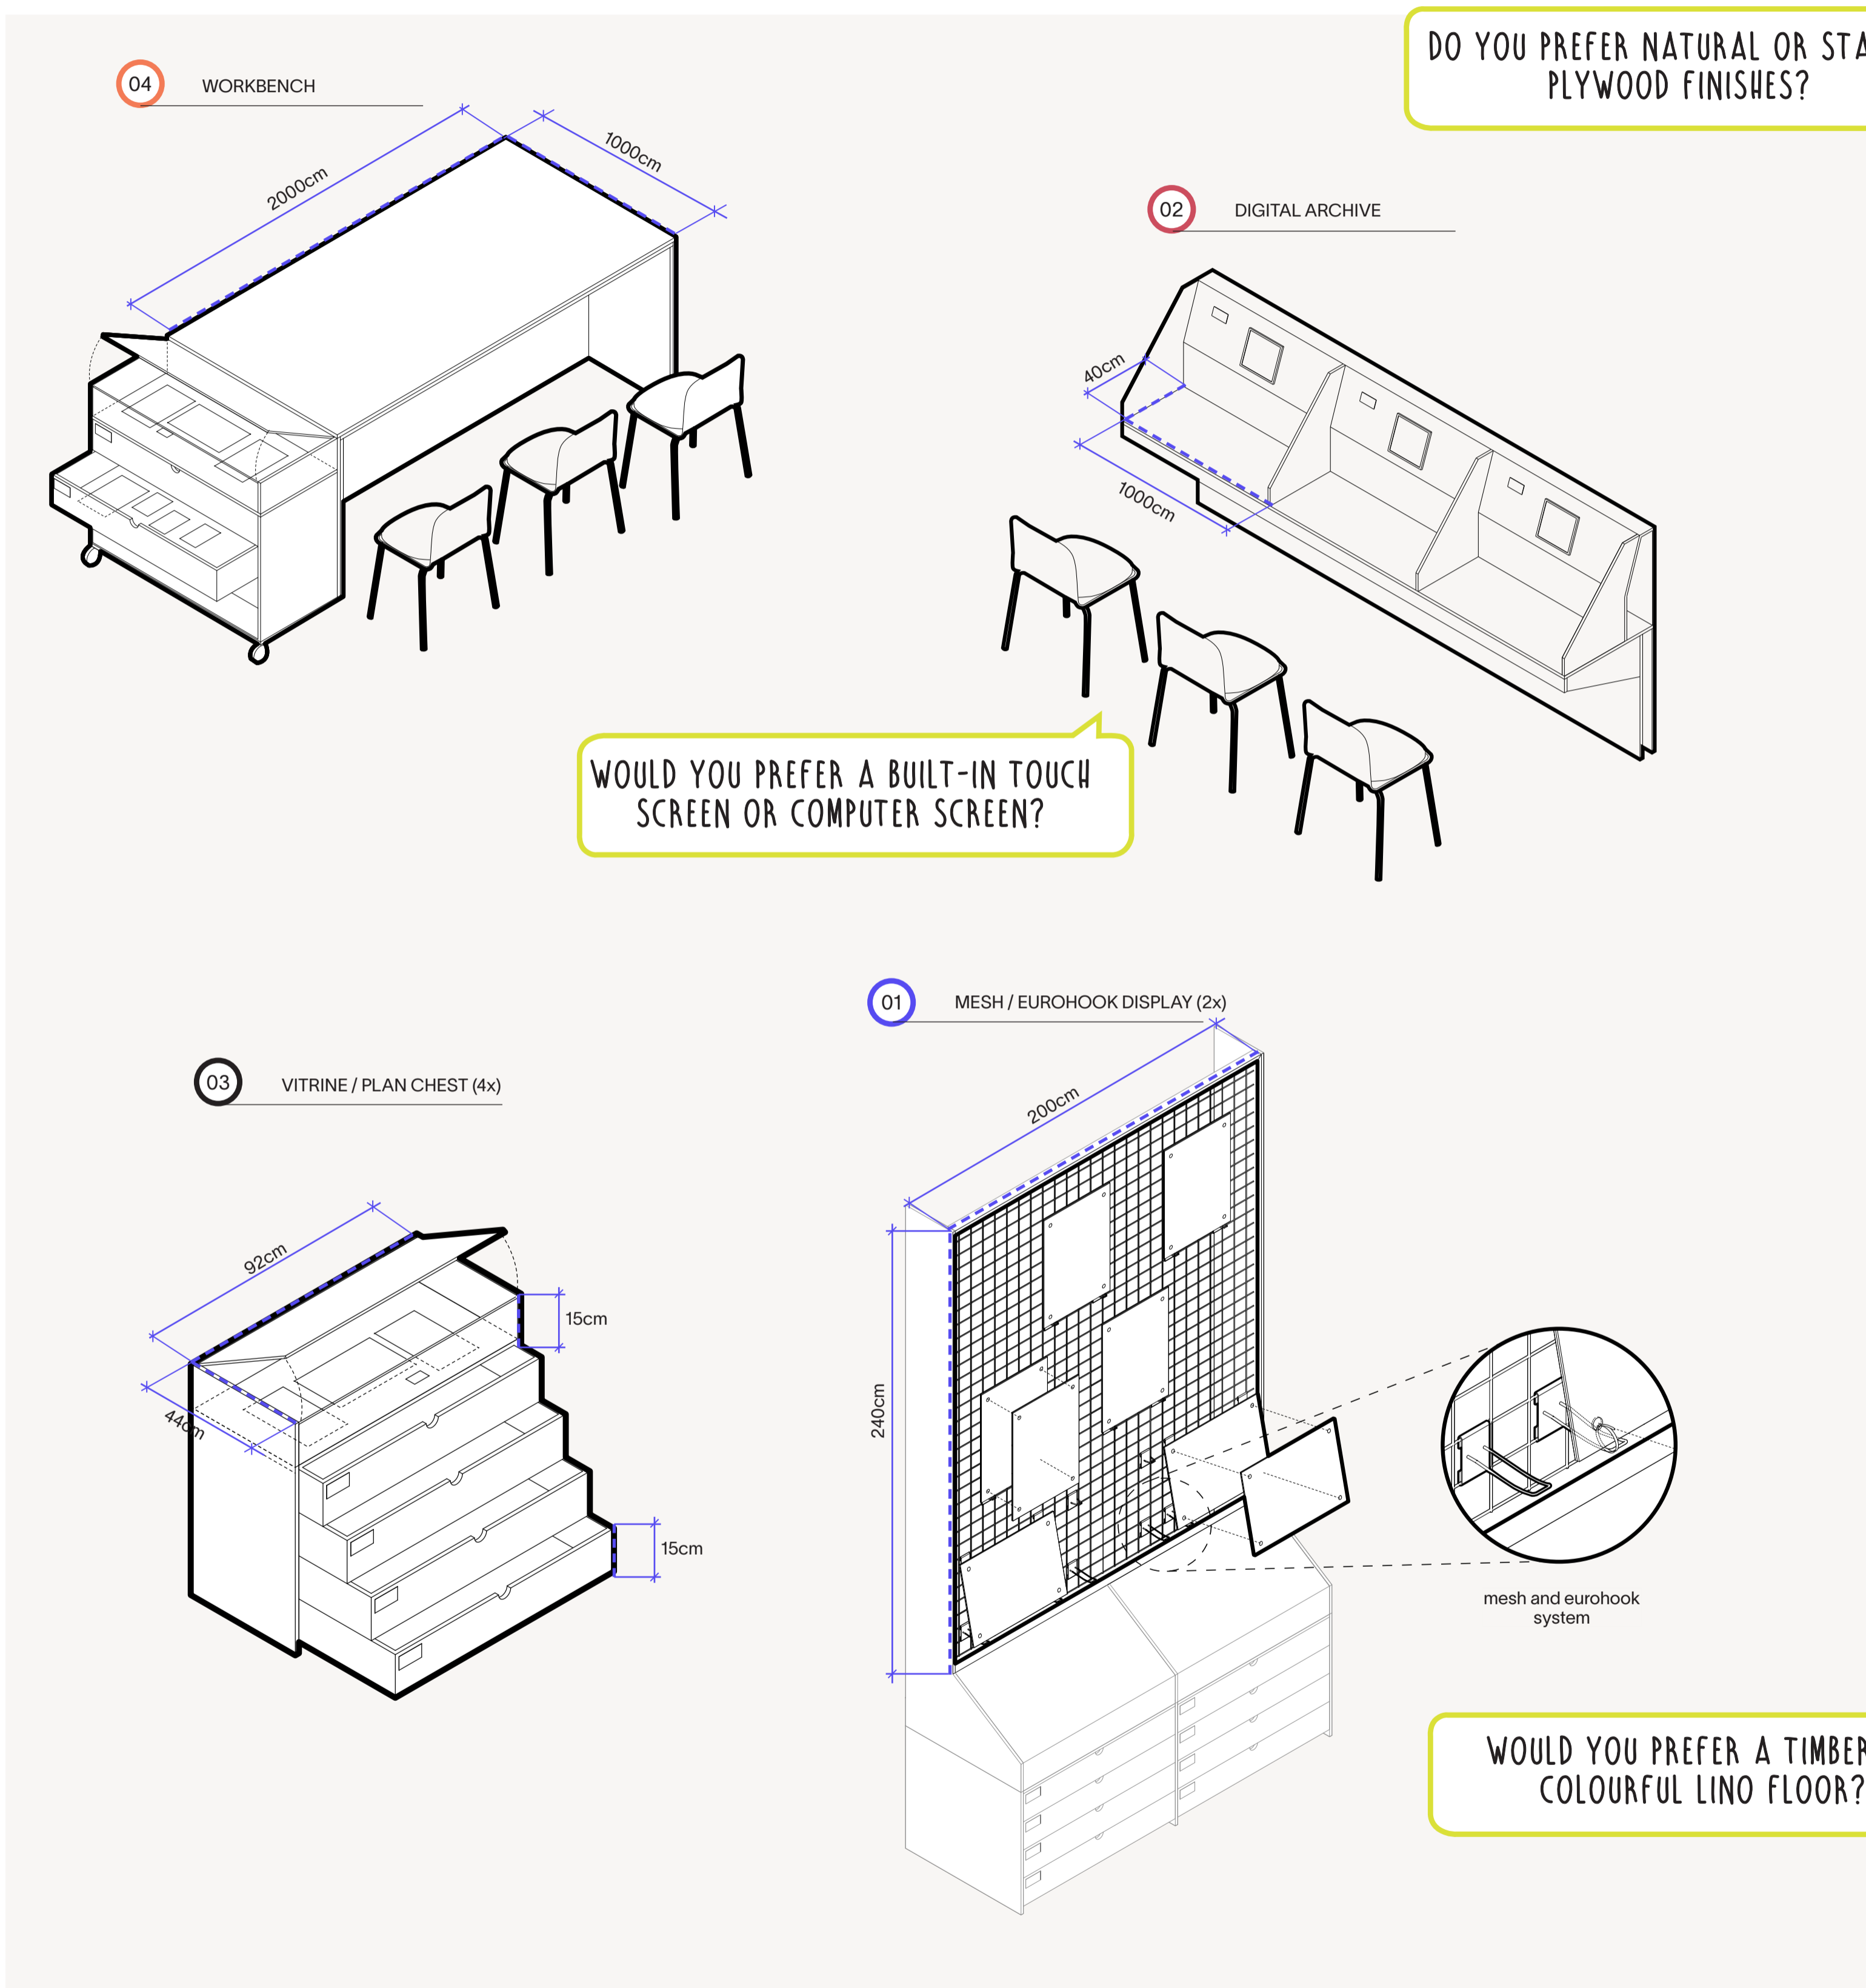 DO YOU PREFER NATURAL OR
PLYWOOD FINISHES?
04
WORKBENCH
2000cm
1000cm
02
DIGITAL ARCHIVE
40cm
1000cm
WOULD YOU PREFER A BUILT-IN TOUCH
SCREEN OR COMPUTER SCREEN?
01
MESH / EUROHOOK DISPLAY (2x)
200cm
240cm
mesh and eurohook
system
03
VITRINE / PLAN CHEST (4x)
92cm
15cm
44cm
15cm
WOULD YOU PREFER A TIMBER
COLOURFUL LINO FLOOR?